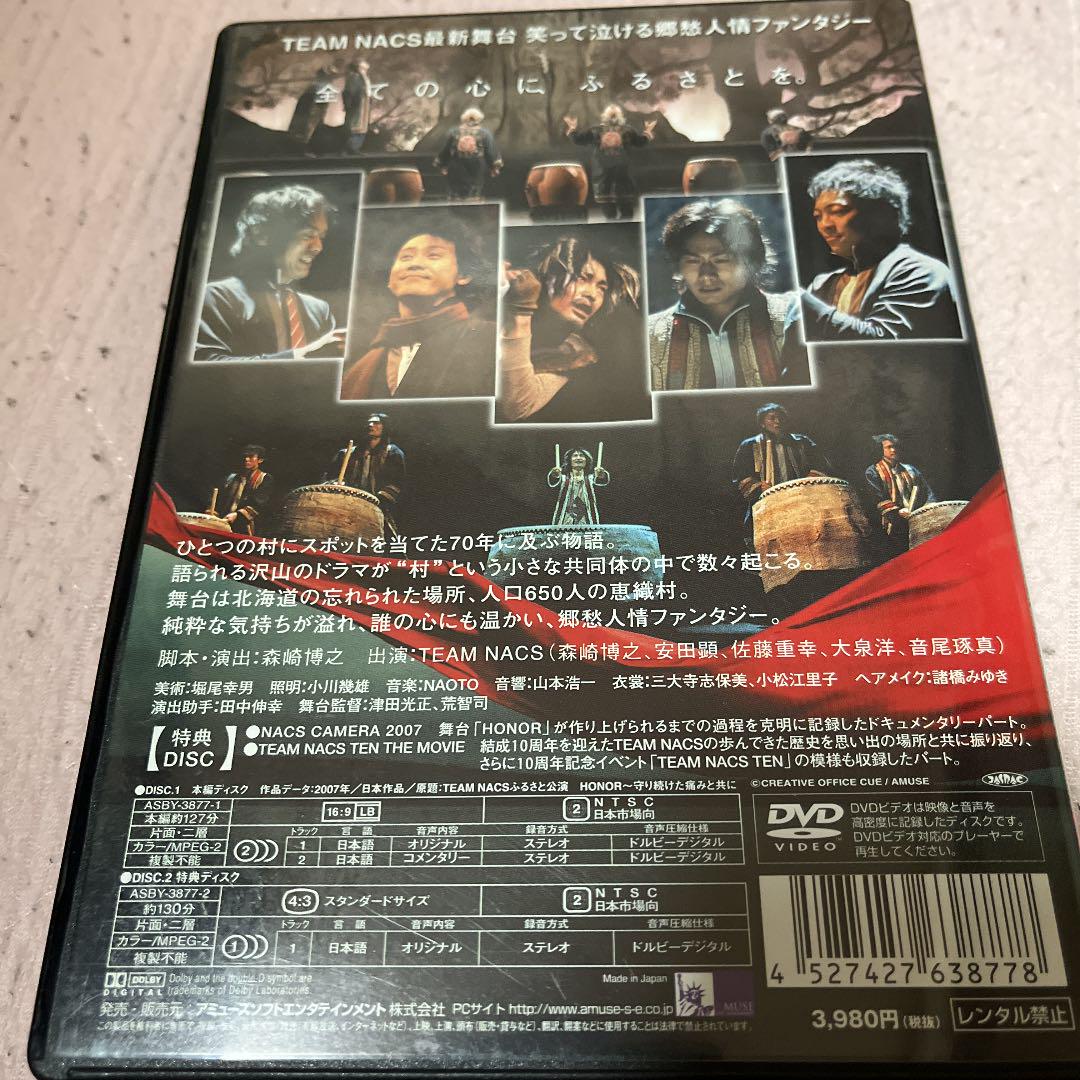 TEAM NACS最新舞台 笑って泣ける郷愁人情ファンタジー
全ての心に、ふるさとを。
ひとつの村にスポットを当てた70年に及ぶ物語。
語られる沢山のドラマが“村”という小さな共同体の中で数々起こる。
舞台は北海道の忘れられた場所、人口650人の恵織村。
純粋な気持ちが溢れ、誰の心にも温かい、郷愁人情ファンタジー。
脚本・演出:森崎博之 出演:TEAM NACS(森崎博之、安田顕、佐藤重幸、大泉洋、音尾琢真)
美術:堀尾幸男 照明:小川幾雄 音楽:NAOTO 音響:山本浩一 衣裳:三大寺志保美、小松江里子 ヘアメイク:諸橋みゆき
演出助手:田中伸幸 舞台監督:津田光正、荒智司
【特典DISC】
●NACS CAMERA 2007 舞台「HONOR」が作り上げられるまでの過程を克明に記録したドキュメンタリーパート。
●TEAM NACS TEN THE MOVIE 結成10周年を迎えたTEAM NACSの歩んできた歴史を思い出の場所と共に振り返り、
さらに10周年記念イベント「TEAM NACS TEN」の模様も収録したパート。
●DISC.1 本編ディスク 作品データ:2007年/日本作品/原題:TEAM NACSふるさと公演 HONOR〜守り続けた痛みと共に
©CREATIVE OFFICE CUE / AMUSE
ASBY-3877-1
本編約127分
片面・二層
カラー/MPEG-2
複製不能
16:9 LB
2 NTSC 日本市場向
トラック 言語 音声内容 録音方式 音声圧縮仕様
2
1 日本語 オリジナル ステレオ ドルビーデジタル
2 日本語 コメンタリー ステレオ ドルビーデジタル
DVD VIDEO
DVDビデオは映像と音声を
高密度に記録したディスクです。
DVDビデオ対応のプレーヤーで
再生してください。
●DISC.2 特典ディスク
ASBY-3877-2
約130分
片面・二層
カラー/MPEG-2
複製不能
4:3 スタンダードサイズ
2 NTSC 日本市場向
トラック 言語 音声内容 録音方式 音声圧縮仕様
1
1 日本語 オリジナル ステレオ ドルビーデジタル
DOLBY DIGITAL
Dolby and the double-D symbol are
trademarks of Dolby Laboratories.
Made in Japan
AMUSE
発売・販売元:アミューズソフトエンタテインメント株式会社 PCサイト http://www.amuse-s-e.co.jp
4 527427 638778
3,980円(税抜)
レンタル禁止